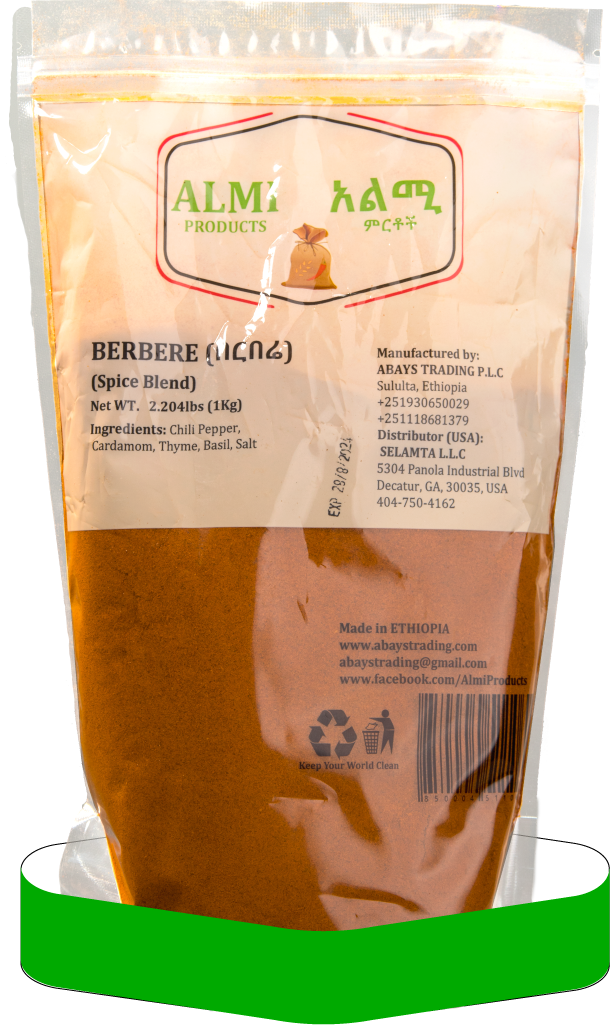 ALMI
PRODUCTS
አልሚ
ምርቶች
BERBERE (በርበሬ)
(Spice Blend)
Net WT. 2.204lbs (1Kg)
Ingredients: Chili Pepper,
Cardamom, Thyme, Basil, Salt
EXP 28/8/2024
Manufactured by:
ABAYS TRADING P.L.C
Sululta, Ethiopia
+251930650029
+251118681379
Distributor (USA):
SELAMTA L.L.C
5304 Panola Industrial Blvd
Decatur, GA, 30035, USA
404-750-4162
Made in ETHIOPIA
www.abaystrading.com
abaystrading@gmail.com
www.facebook.com/AlmiProducts
Keep Your World Clean